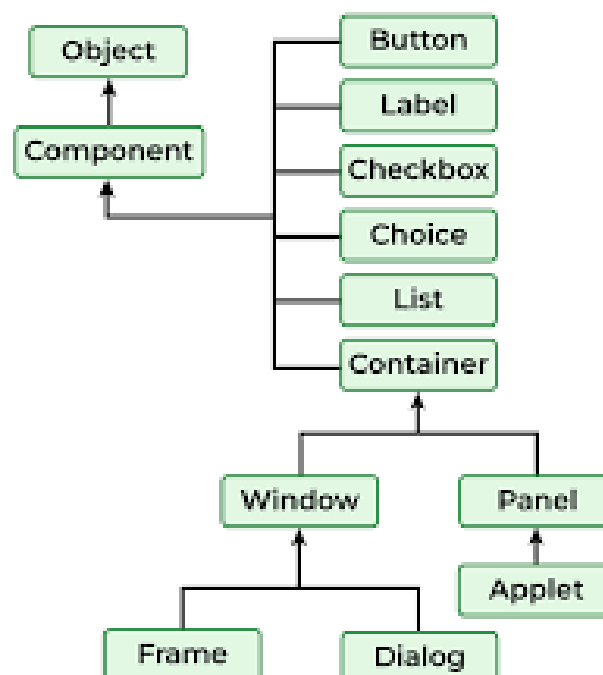 Object
Component
Button
Label
Checkbox
Choice
List
Container
Window
Panel
Applet
Frame
Dialog